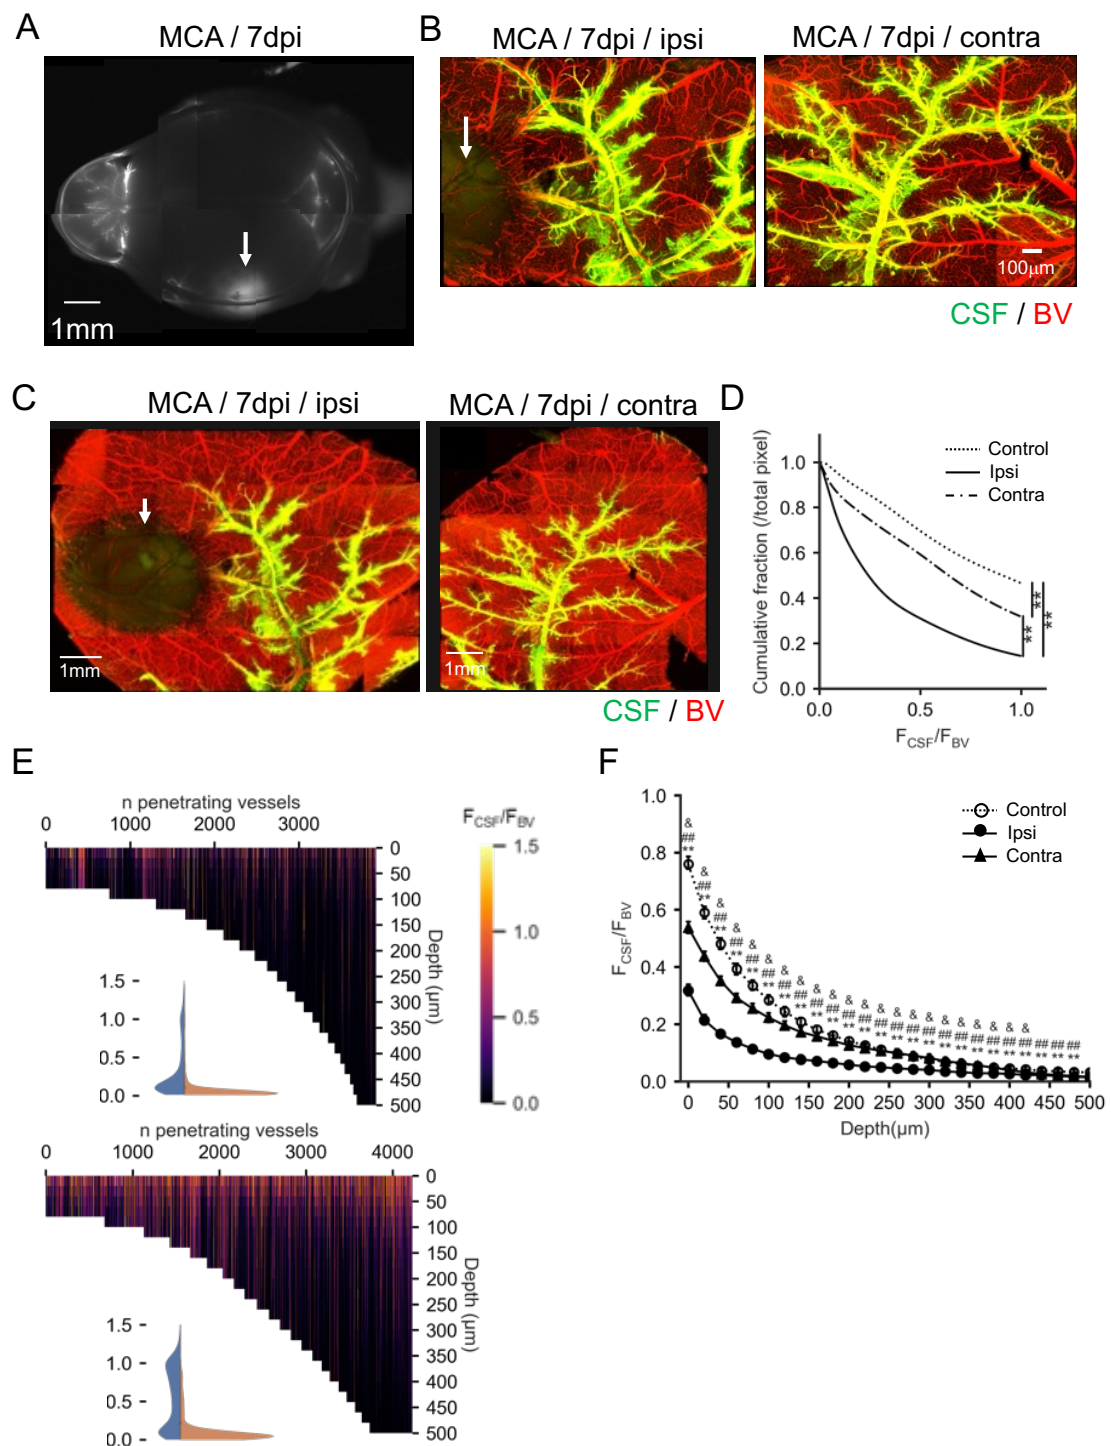 A
MCA / 7dpi
1mm
B
MCA / 7dpi / ipsi
MCA / 7dpi / contra
100μm
CSF / BV
C
MCA / 7dpi / ipsi
MCA / 7dpi / contra
1mm
1mm
CSF / BV
D
Cumulative fraction (/total pixel)
1.0
0.8
0.6
0.4
0.2
0.0
0.0 0.5 1.0
FCSF/FBV
Control
Ipsi
Contra
**
**
**
E
n penetrating vessels
0 1000 2000 3000
0
50
100
150
200
250
300
350
400
450
500
Depth (μm)
1.5
1.0
0.5
0.0
FCSF/FBV
1.5
1.0
0.5
0.0
n penetrating vessels
0 1000 2000 3000 4000
0
50
100
150
200
250
300
350
400
450
500
Depth (μm)
1.5
1.0
0.5
0.0
F
FCSF/FBV
1.0
0.8
0.6
0.4
0.2
0.0
0 50 100 150 200 250 300 350 400 450 500
Depth(μm)
Control
Ipsi
Contra
& & & & & & & & & & & & & & & & & & & & & &
## ## ## ## ## ## ## ## ## ## ## ## ## ## ## ## ## ## ## ## ## ## ## ## ##
** ** ** ** ** ** ** ** ** ** ** ** ** ** ** ** ** ** ** ** ** ** ** ** **